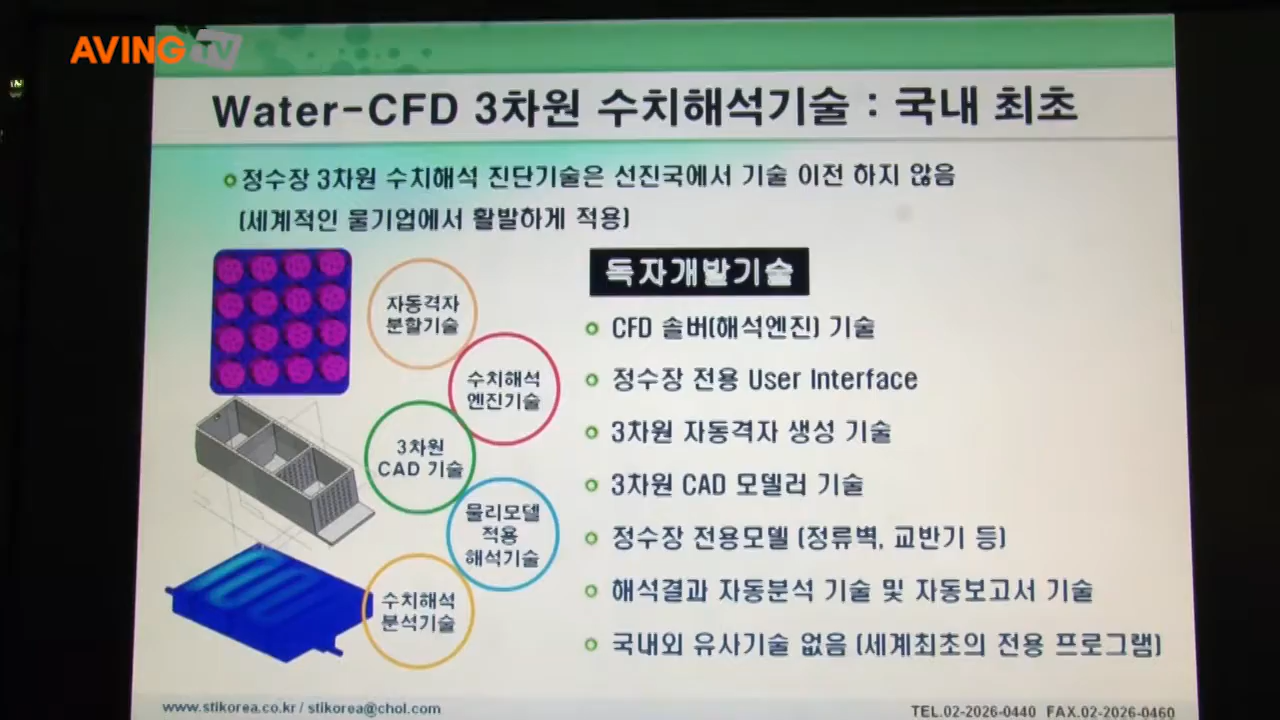 AVING TV
Water-CFD 3차원 수치해석기술 : 국내 최초
정수장 3차원 수치해석 진단기술은 선진국에서 기술 이전 하지 않음
(세계적인 물기업에서 활발하게 적용)
자동격자
분할기술
수치해석
엔진기술
3차원
CAD 기술
물리모델
적용
해석기술
수치해석
분석기술
독자개발기술
CFD 솔버(해석엔진) 기술
정수장 전용 User Interface
3차원 자동격자 생성 기술
3차원 CAD 모델러 기술
정수장 전용모델 (정류벽, 교반기 등)
해석결과 자동분석 기술 및 자동보고서 기술
국내외 유사기술 없음 (세계최초의 전용 프로그램)
www.stikorea.co.kr / stikorea@chol.com
TEL.02-2026-0440 FAX.02-2026-0460